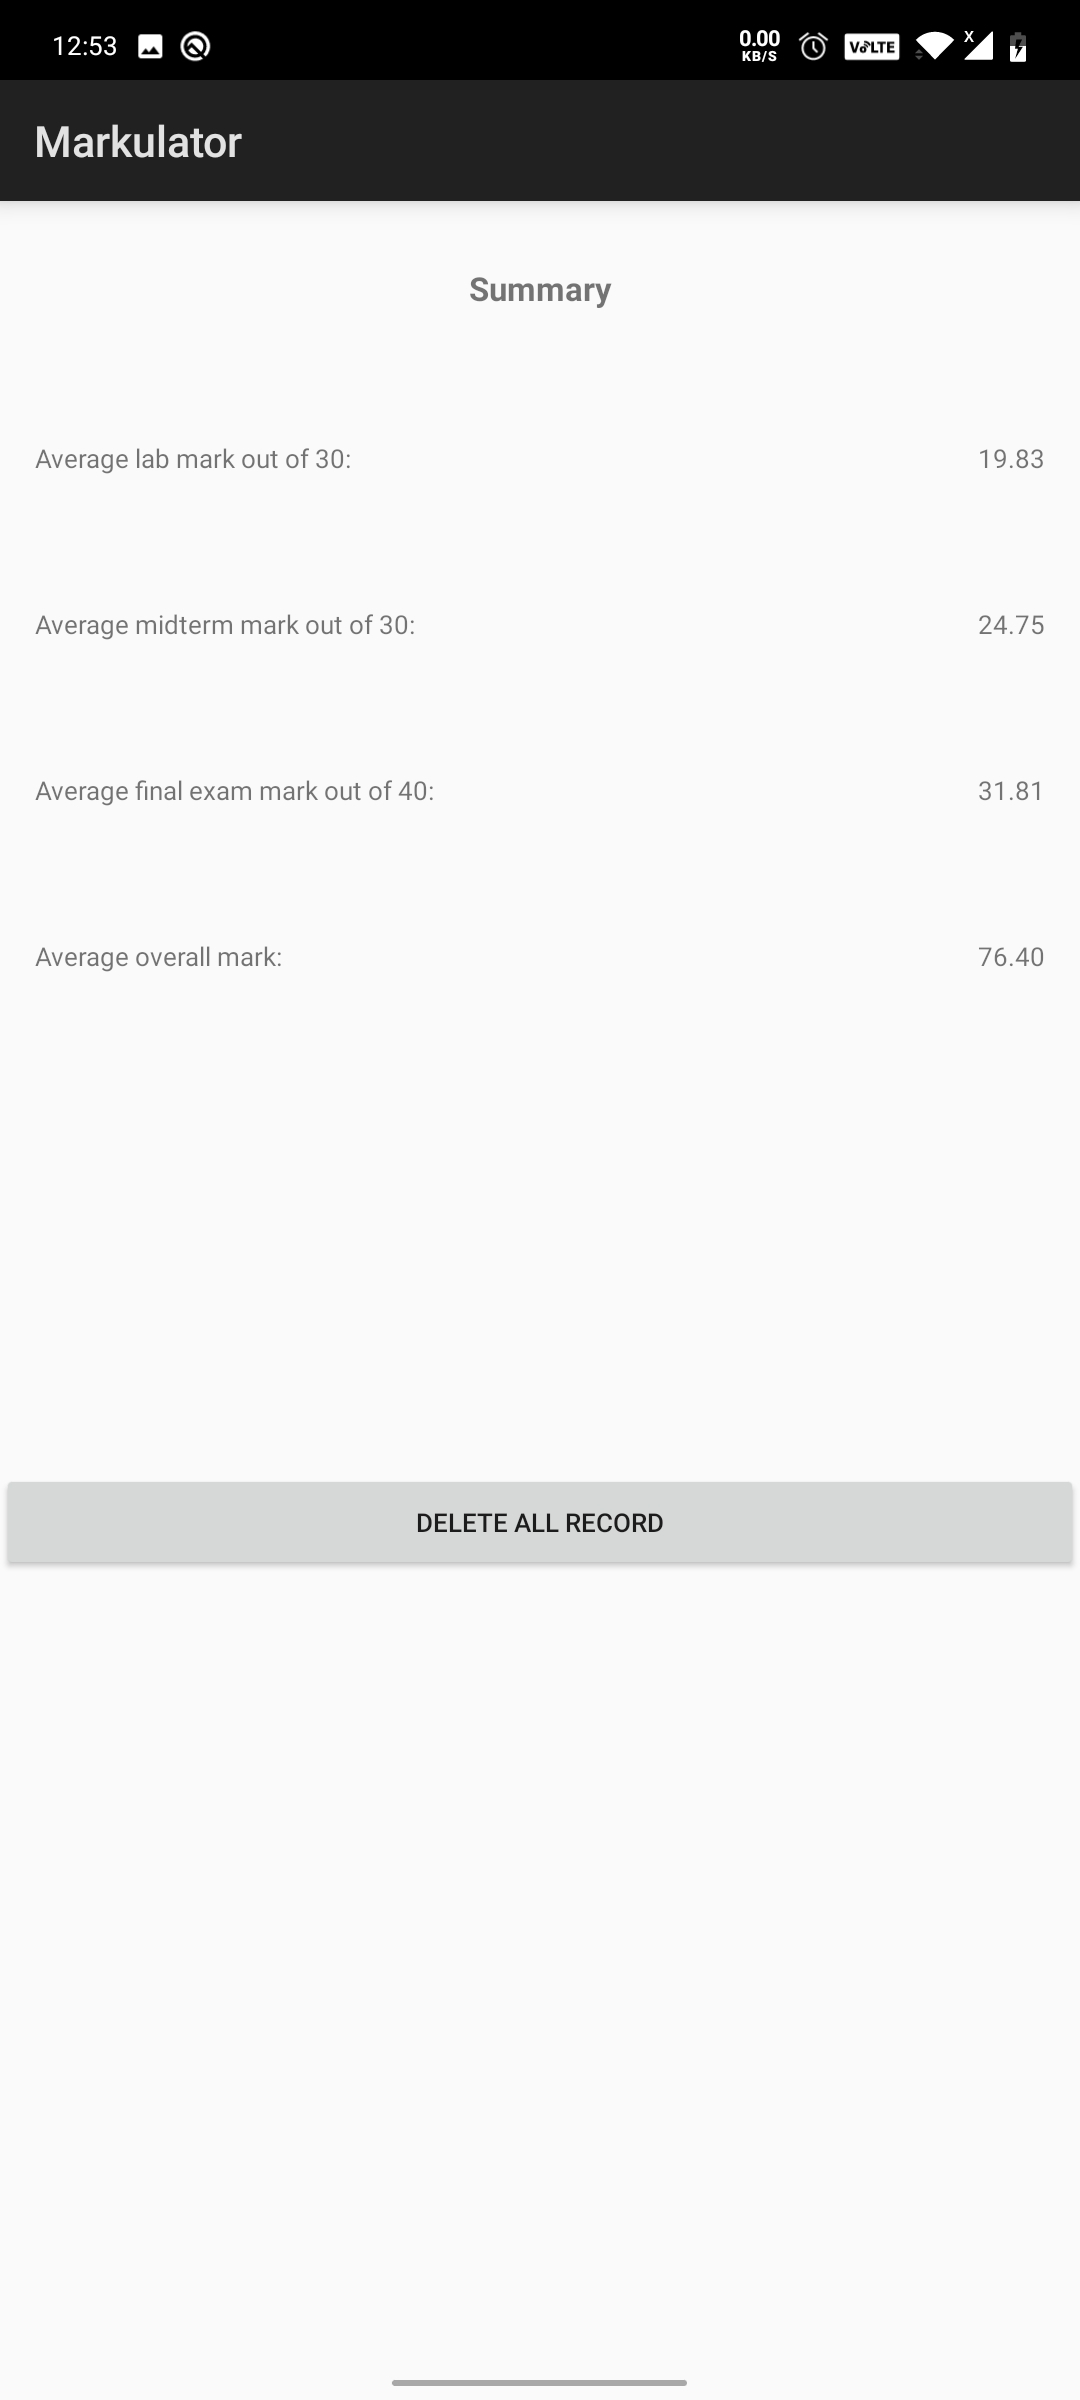 12:53 0.00 KB/S VoLTE X
Markulator
Summary
Average lab mark out of 30: 19.83
Average midterm mark out of 30: 24.75
Average final exam mark out of 40: 31.81
Average overall mark: 76.40
DELETE ALL RECORD